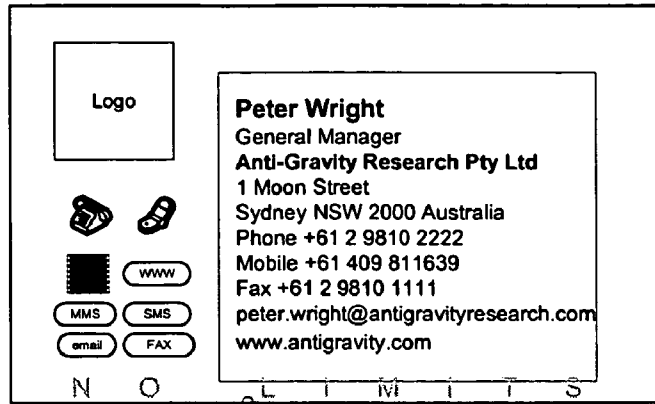 Logo
Peter Wright
General Manager
Anti-Gravity Research Pty Ltd
1 Moon Street
Sydney NSW 2000 Australia
Phone +61 2 9810 2222
Mobile +61 409 811639
Fax +61 2 9810 1111
peter.wright@antigravityresearch.com
www.antigravity.com
WWW
MMS SMS
email FAX
N O L i M i T S